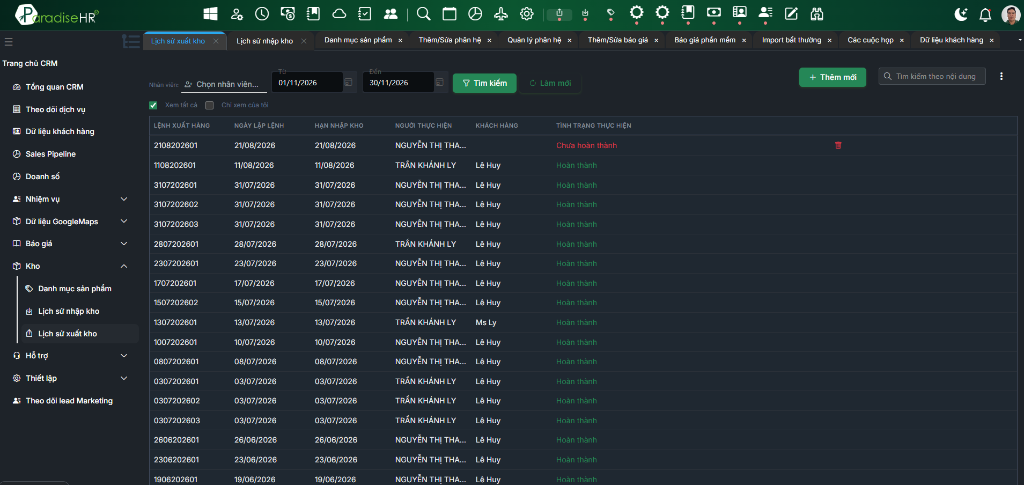 ParadiseHR
Lịch sử xuất kho ×
Lịch sử nhập kho ×
Danh mục sản phẩm ×
Thêm/Sửa phân hệ ×
Quản lý phân hệ ×
Thêm/Sửa báo giá ×
Báo giá phần mềm ×
Import bất thường ×
Các cuộc họp ×
Dữ liệu khách hàng ×
Trang chủ CRM
Tổng quan CRM
Theo dõi dịch vụ
Dữ liệu khách hàng
Sales Pipeline
Doanh số
Nhiệm vụ
Dữ liệu GoogleMaps
Báo giá
Kho
Danh mục sản phẩm
Lịch sử nhập kho
Lịch sử xuất kho
Hỗ trợ
Thiết lập
Theo dõi lead Marketing
Nhân viên: Chọn nhân viên... Từ 01/11/2026 Đến 30/11/2026 Tìm kiếm Làm mới + Thêm mới Tìm kiếm theo nội dung
Xem tất cả Chỉ xem của tôi
LỆNH XUẤT HÀNG NGÀY LẬP LỆNH HẠN NHẬP KHO NGƯỜI THỰC HIỆN KHÁCH HÀNG TÌNH TRẠNG THỰC HIỆN
2108202601 21/08/2026 21/08/2026 NGUYỄN THỊ THA... Chưa hoàn thành
1108202601 11/08/2026 11/08/2026 TRẦN KHÁNH LY Lê Huy Hoàn thành
3107202601 31/07/2026 31/07/2026 NGUYỄN THỊ THA... Lê Huy Hoàn thành
3107202602 31/07/2026 31/07/2026 NGUYỄN THỊ THA... Lê Huy Hoàn thành
3107202603 31/07/2026 31/07/2026 NGUYỄN THỊ THA... Lê Huy Hoàn thành
2807202601 28/07/2026 28/07/2026 TRẦN KHÁNH LY Lê Huy Hoàn thành
2307202601 23/07/2026 23/07/2026 NGUYỄN THỊ THA... Lê Huy Hoàn thành
1707202601 17/07/2026 17/07/2026 NGUYỄN THỊ THA... Lê Huy Hoàn thành
1507202602 15/07/2026 15/07/2026 NGUYỄN THỊ THA... Lê Huy Hoàn thành
1307202601 13/07/2026 13/07/2026 TRẦN KHÁNH LY Ms Ly Hoàn thành
1007202601 10/07/2026 10/07/2026 NGUYỄN THỊ THA... Lê Huy Hoàn thành
0807202601 08/07/2026 08/07/2026 NGUYỄN THỊ THA... Lê Huy Hoàn thành
0307202601 03/07/2026 03/07/2026 TRẦN KHÁNH LY Lê Huy Hoàn thành
0307202602 03/07/2026 03/07/2026 TRẦN KHÁNH LY Lê Huy Hoàn thành
0307202603 03/07/2026 03/07/2026 TRẦN KHÁNH LY Lê Huy Hoàn thành
2606202601 26/06/2026 26/06/2026 NGUYỄN THỊ THA... Lê Huy Hoàn thành
2306202601 23/06/2026 23/06/2026 NGUYỄN THỊ THA... Lê Huy Hoàn thành
1906202601 19/06/2026 19/06/2026 NGUYỄN THỊ THA... Lê Huy Hoàn thành